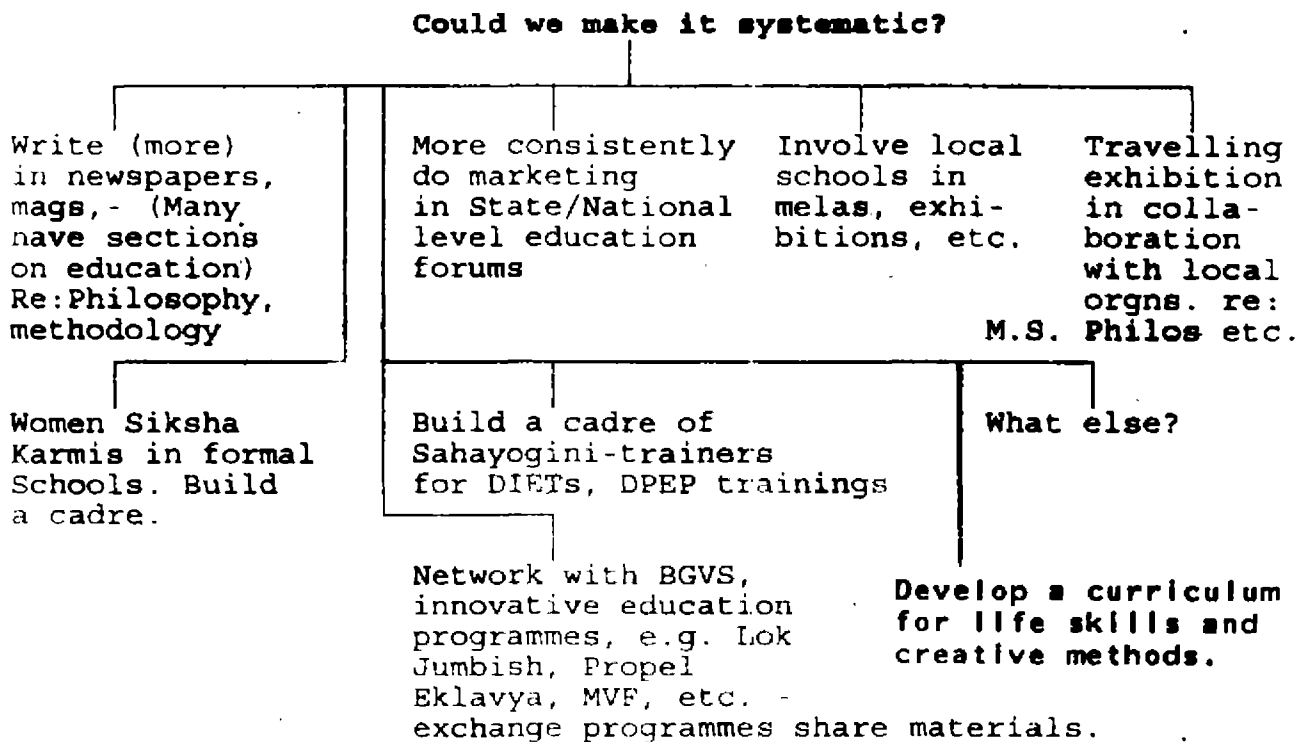 Could we make it systematic?
Write (more)
in newspapers,
mags,- (Many
nave sections
on education)
Re:Philosophy,
methodology
More consistently
do marketing
in State/National
level education
forums
Involve local
schools in
melas, exhi-
bitions, etc.
Travelling
exhibition
in colla-
boration
with local
orgns. re:
M.S. Philos etc.
Women Siksha
Karmis in formal
Schools. Build
a cadre.
Build a cadre of
Sahayogini-trainers
for DIETs, DPEP trainings
What else?
Network with BGVS,
innovative education
programmes, e.g. Lok
Jumbish, Propel
Eklavya, MVF, etc. -
exchange programmes share materials.
Develop a curriculum
for life skills and
creative methods.